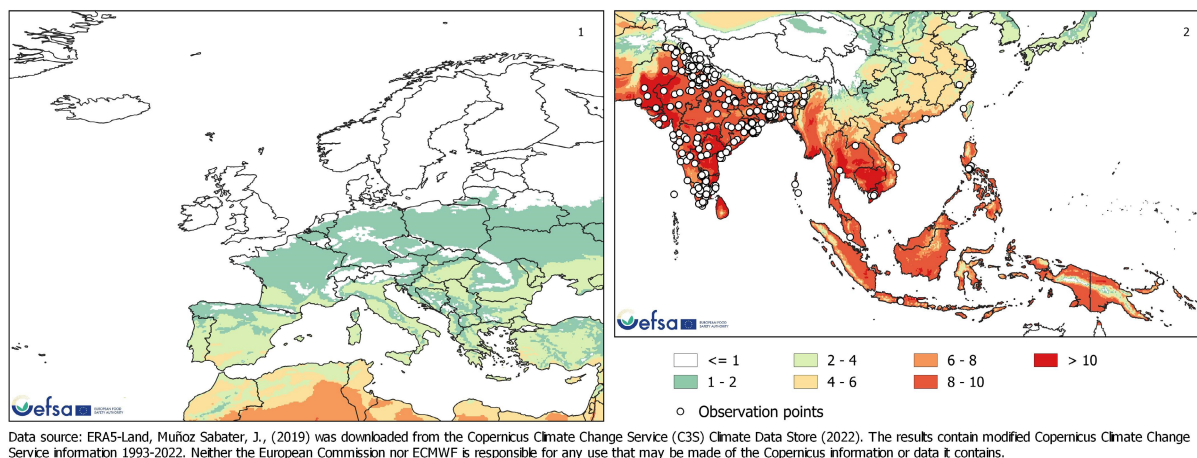 1
2
efsa
EUROPEAN FOOD
SAFETY AUTHORITY
efsa
EUROPEAN FOOD
SAFETY AUTHORITY
<= 1
2 - 4
6 - 8
> 10
1 - 2
4 - 6
8 - 10
Observation points
Data source: ERA5-Land, Muñoz Sabater, J., (2019) was downloaded from the Copernicus Climate Change Service (C3S) Climate Data Store (2022). The results contain modified Copernicus Climate Change
Service information 1993-2022. Neither the European Commission nor ECMWF is responsible for any use that may be made of the Copernicus information or data it contains.